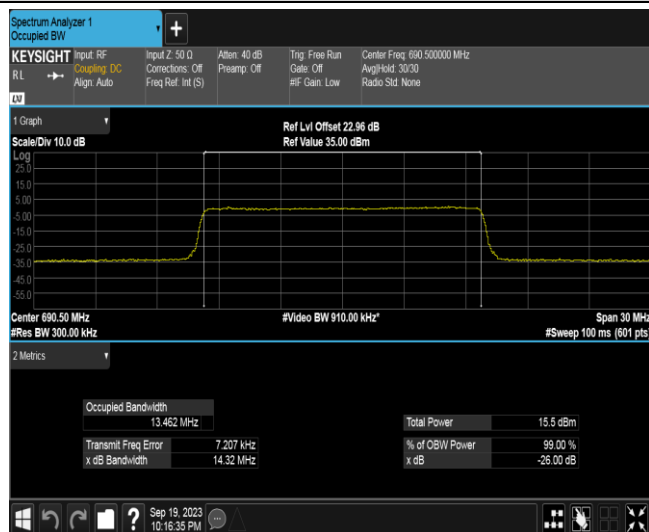 Spectrum Analyzer 1
Occupied BW
+
KEYSIGHT Input: RF Input Z: 50 Ω Atten: 40 dB Trig: Free Run Center Freq: 690.500000 MHz
RL Coupling: DC Corrections: Off Preamp: Off Gate: Off Avg|Hold: 30/30
Align: Auto Freq Ref: Int (S) #IF Gain: Low Radio Std: None
LXI
1 Graph Ref Lvl Offset 22.96 dB
Scale/Div 10.0 dB Ref Value 35.00 dBm
Log
25.0
15.0
5.00
-5.00
-15.0
-25.0
-35.0
-45.0
-55.0
Center 690.50 MHz #Video BW 910.00 kHz* Span 30 MHz
#Res BW 300.00 kHz #Sweep 100 ms (601 pts)
2 Metrics
Occupied Bandwidth
13.462 MHz Total Power 15.5 dBm
Transmit Freq Error 7.207 kHz % of OBW Power 99.00 %
x dB Bandwidth 14.32 MHz x dB -26.00 dB
? Sep 19, 2023
10:16:35 PM